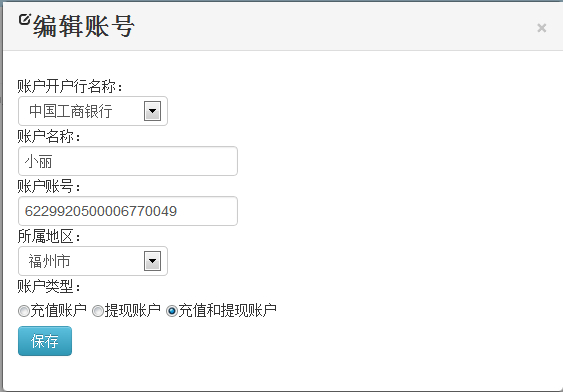 编辑账号
×
账户开户行名称：
中国工商银行
账户名称：
小丽
账户账号：
6229920500006770049
所属地区：
福州市
账户类型：
充值账户 提现账户 充值和提现账户
保存